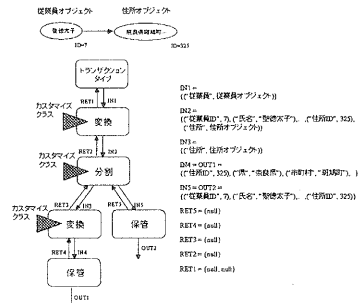 従業員オブジェクト
住所オブジェクト
聖徳太子
奈良県斑鳩町…
ID=7
ID=325
トランザクション
タイプ
RET1
IN1
カスタマイズ
クラス
変換
RET2
IN2
カスタマイズ
クラス
分割
カスタマイズ
クラス
RET3
IN3
RET5
IN5
変換
保管
RET4
IN4
OUT2
保管
OUT1
IN1=
{("従業員", 従業員オブジェクト)}
IN2=
{("従業員ID", 7), ("氏名", "聖徳太子"), ("住所ID", 325),
("住所", 住所オブジェクト)}
IN3=
{("住所", 住所オブジェクト)}
IN4=OUT1=
{("住所ID", 325), ("県", "奈良県"), ("市町村", "斑鳩町"),
IN5=OUT2=
{("従業員ID", 7), ("氏名", "聖徳太子"), ("住所ID", 325)}
RET5={null}
RET4={null}
RET3={null}
RET2={null}
RET1={null, null}